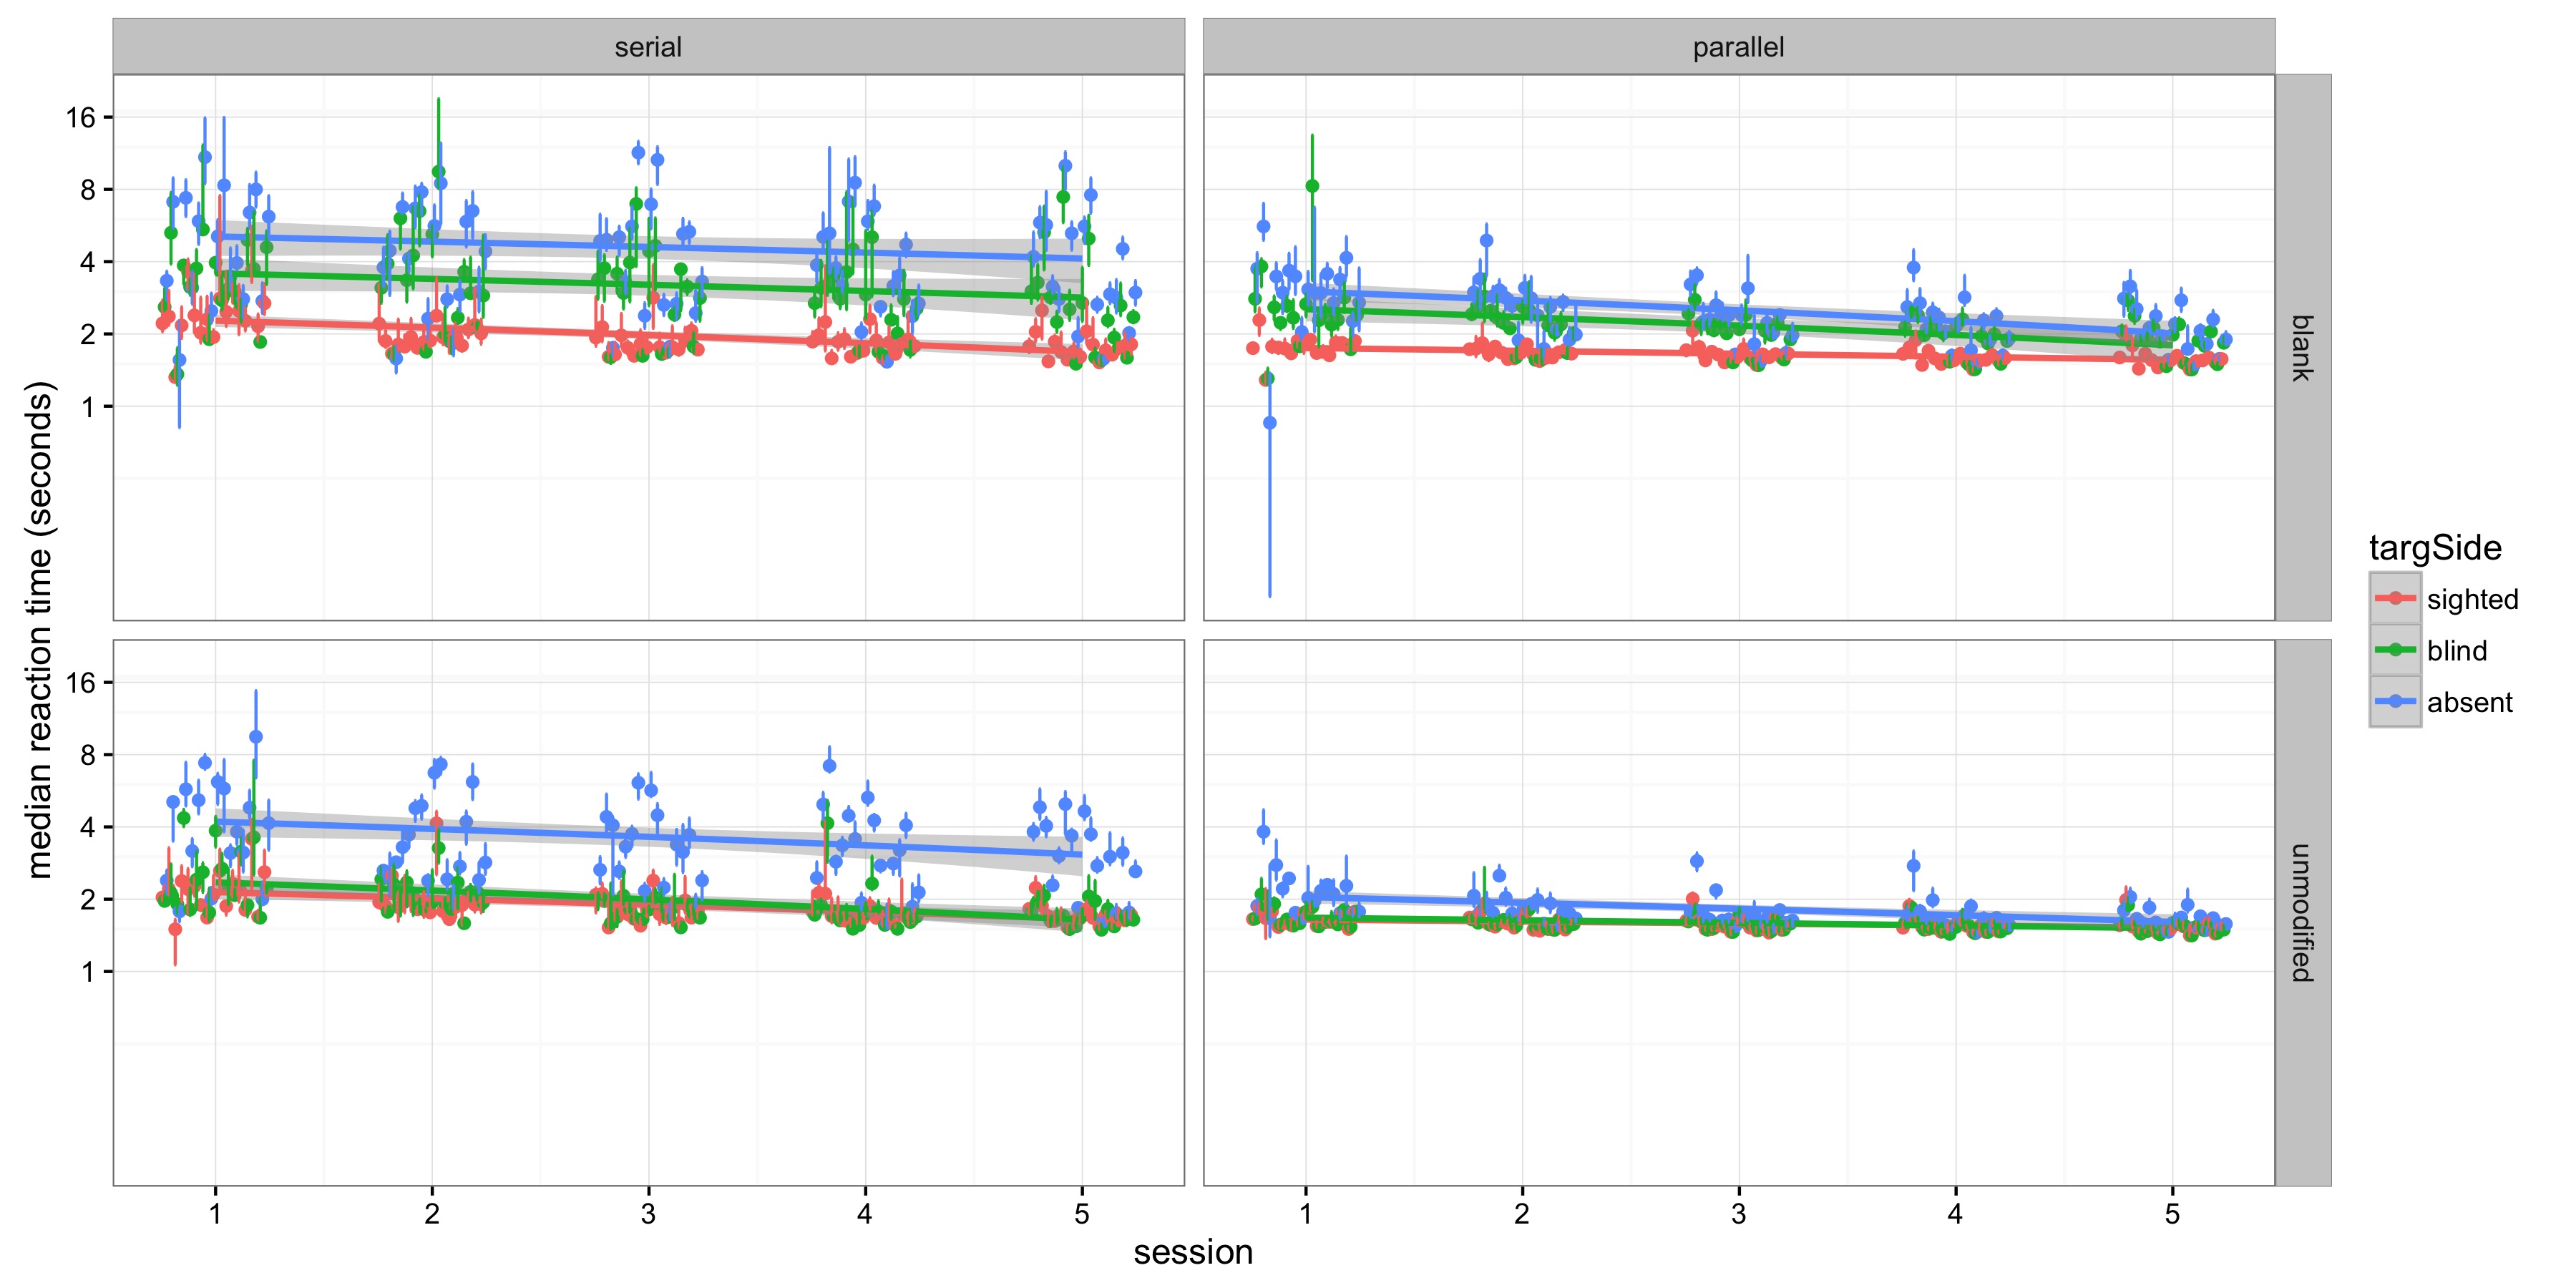 serial
parallel
16
8
4
2
1
blank
median reaction time (seconds)
16
8
4
2
1
unmodified
1
2
3
4
5
1
2
3
4
5
session
targSide
sighted
blind
absent